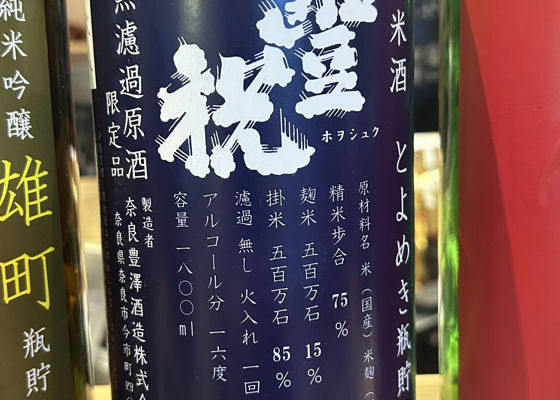 米酒 とよめき瓶貯
豊祝
ホヲシュク
原材料名 米（国産）米麹（
精米歩合 75％
麹米 五百万石 15％
掛米 五百万石 85％
濾過 無し 火入れ 一回
アルコール分 一六度
容量 一八〇〇ml
製造者
奈良豊澤酒造株式会
奈良県奈良市今市町四〇
無濾過原酒
限定品
純米吟醸
雄町
瓶貯